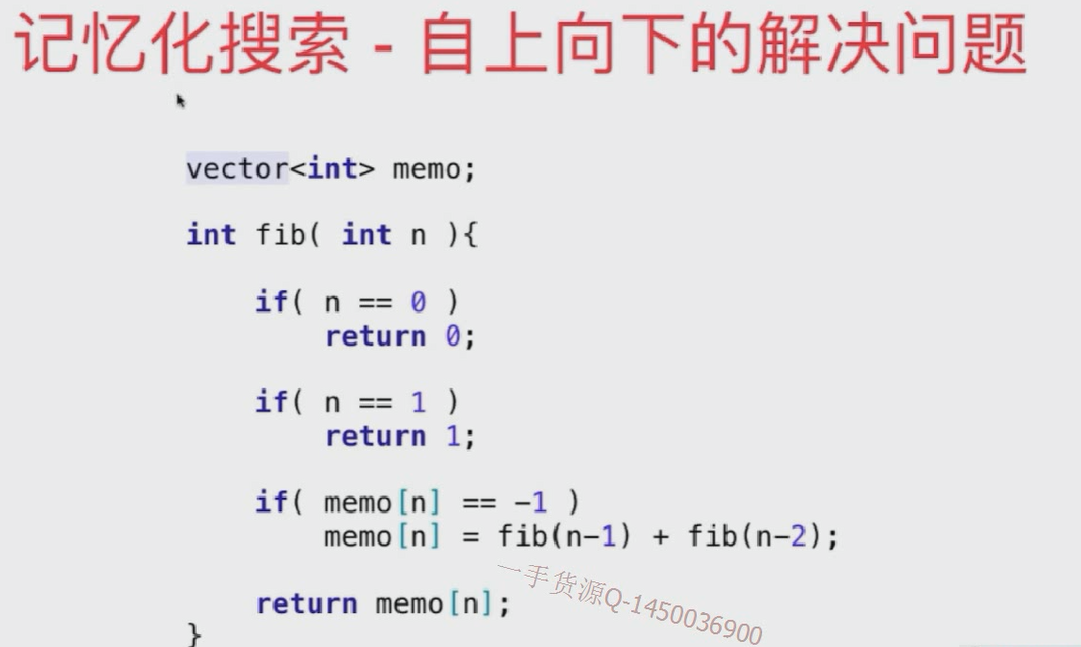 记忆化搜索 - 自上向下的解决问题
vector<int> memo;
int fib( int n ){
if( n == 0 )
return 0;
if( n == 1 )
return 1;
if( memo[n] == -1 )
memo[n] = fib(n-1) + fib(n-2);
return memo[n];
}
一手货源Q-1450036900